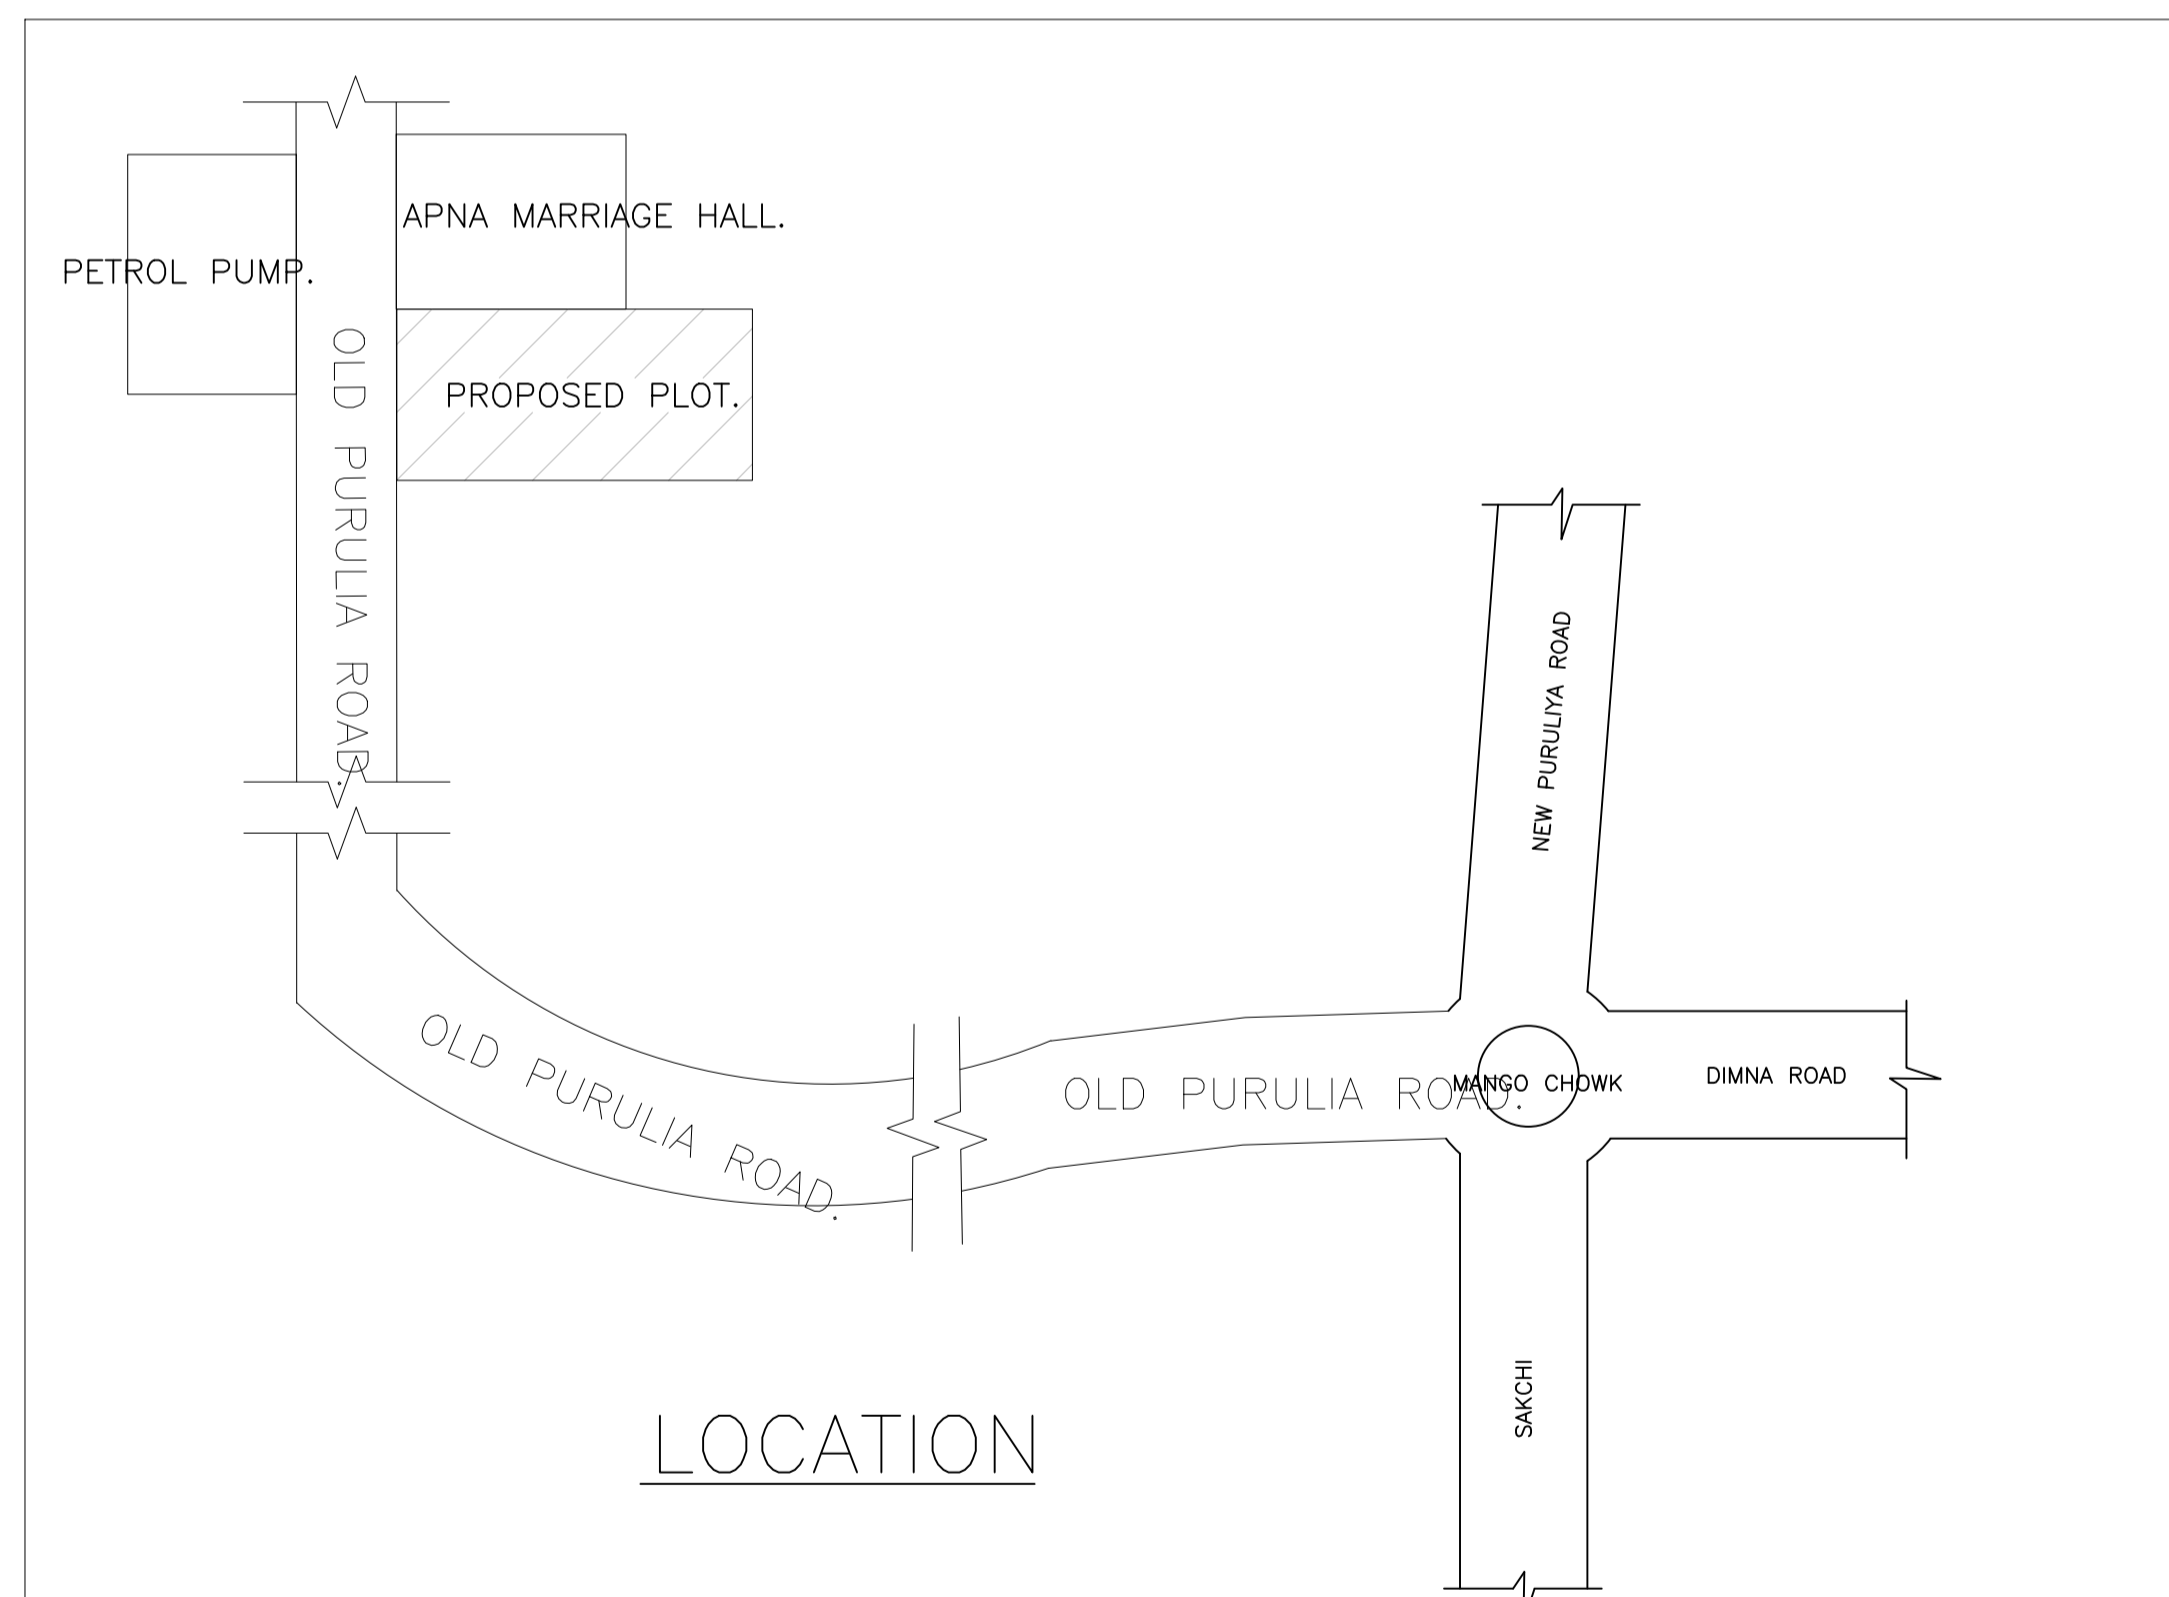 APNA MARRIAGE HALL.
PETROL PUMP.
OLD PURULIA ROAD.
PROPOSED PLOT.
NEW PURULIYA ROAD
OLD PURULIA ROAD.
OLD PURULIA ROAD.
MANGO CHOWK
DIMNA ROAD
SAKCHI
LOCATION